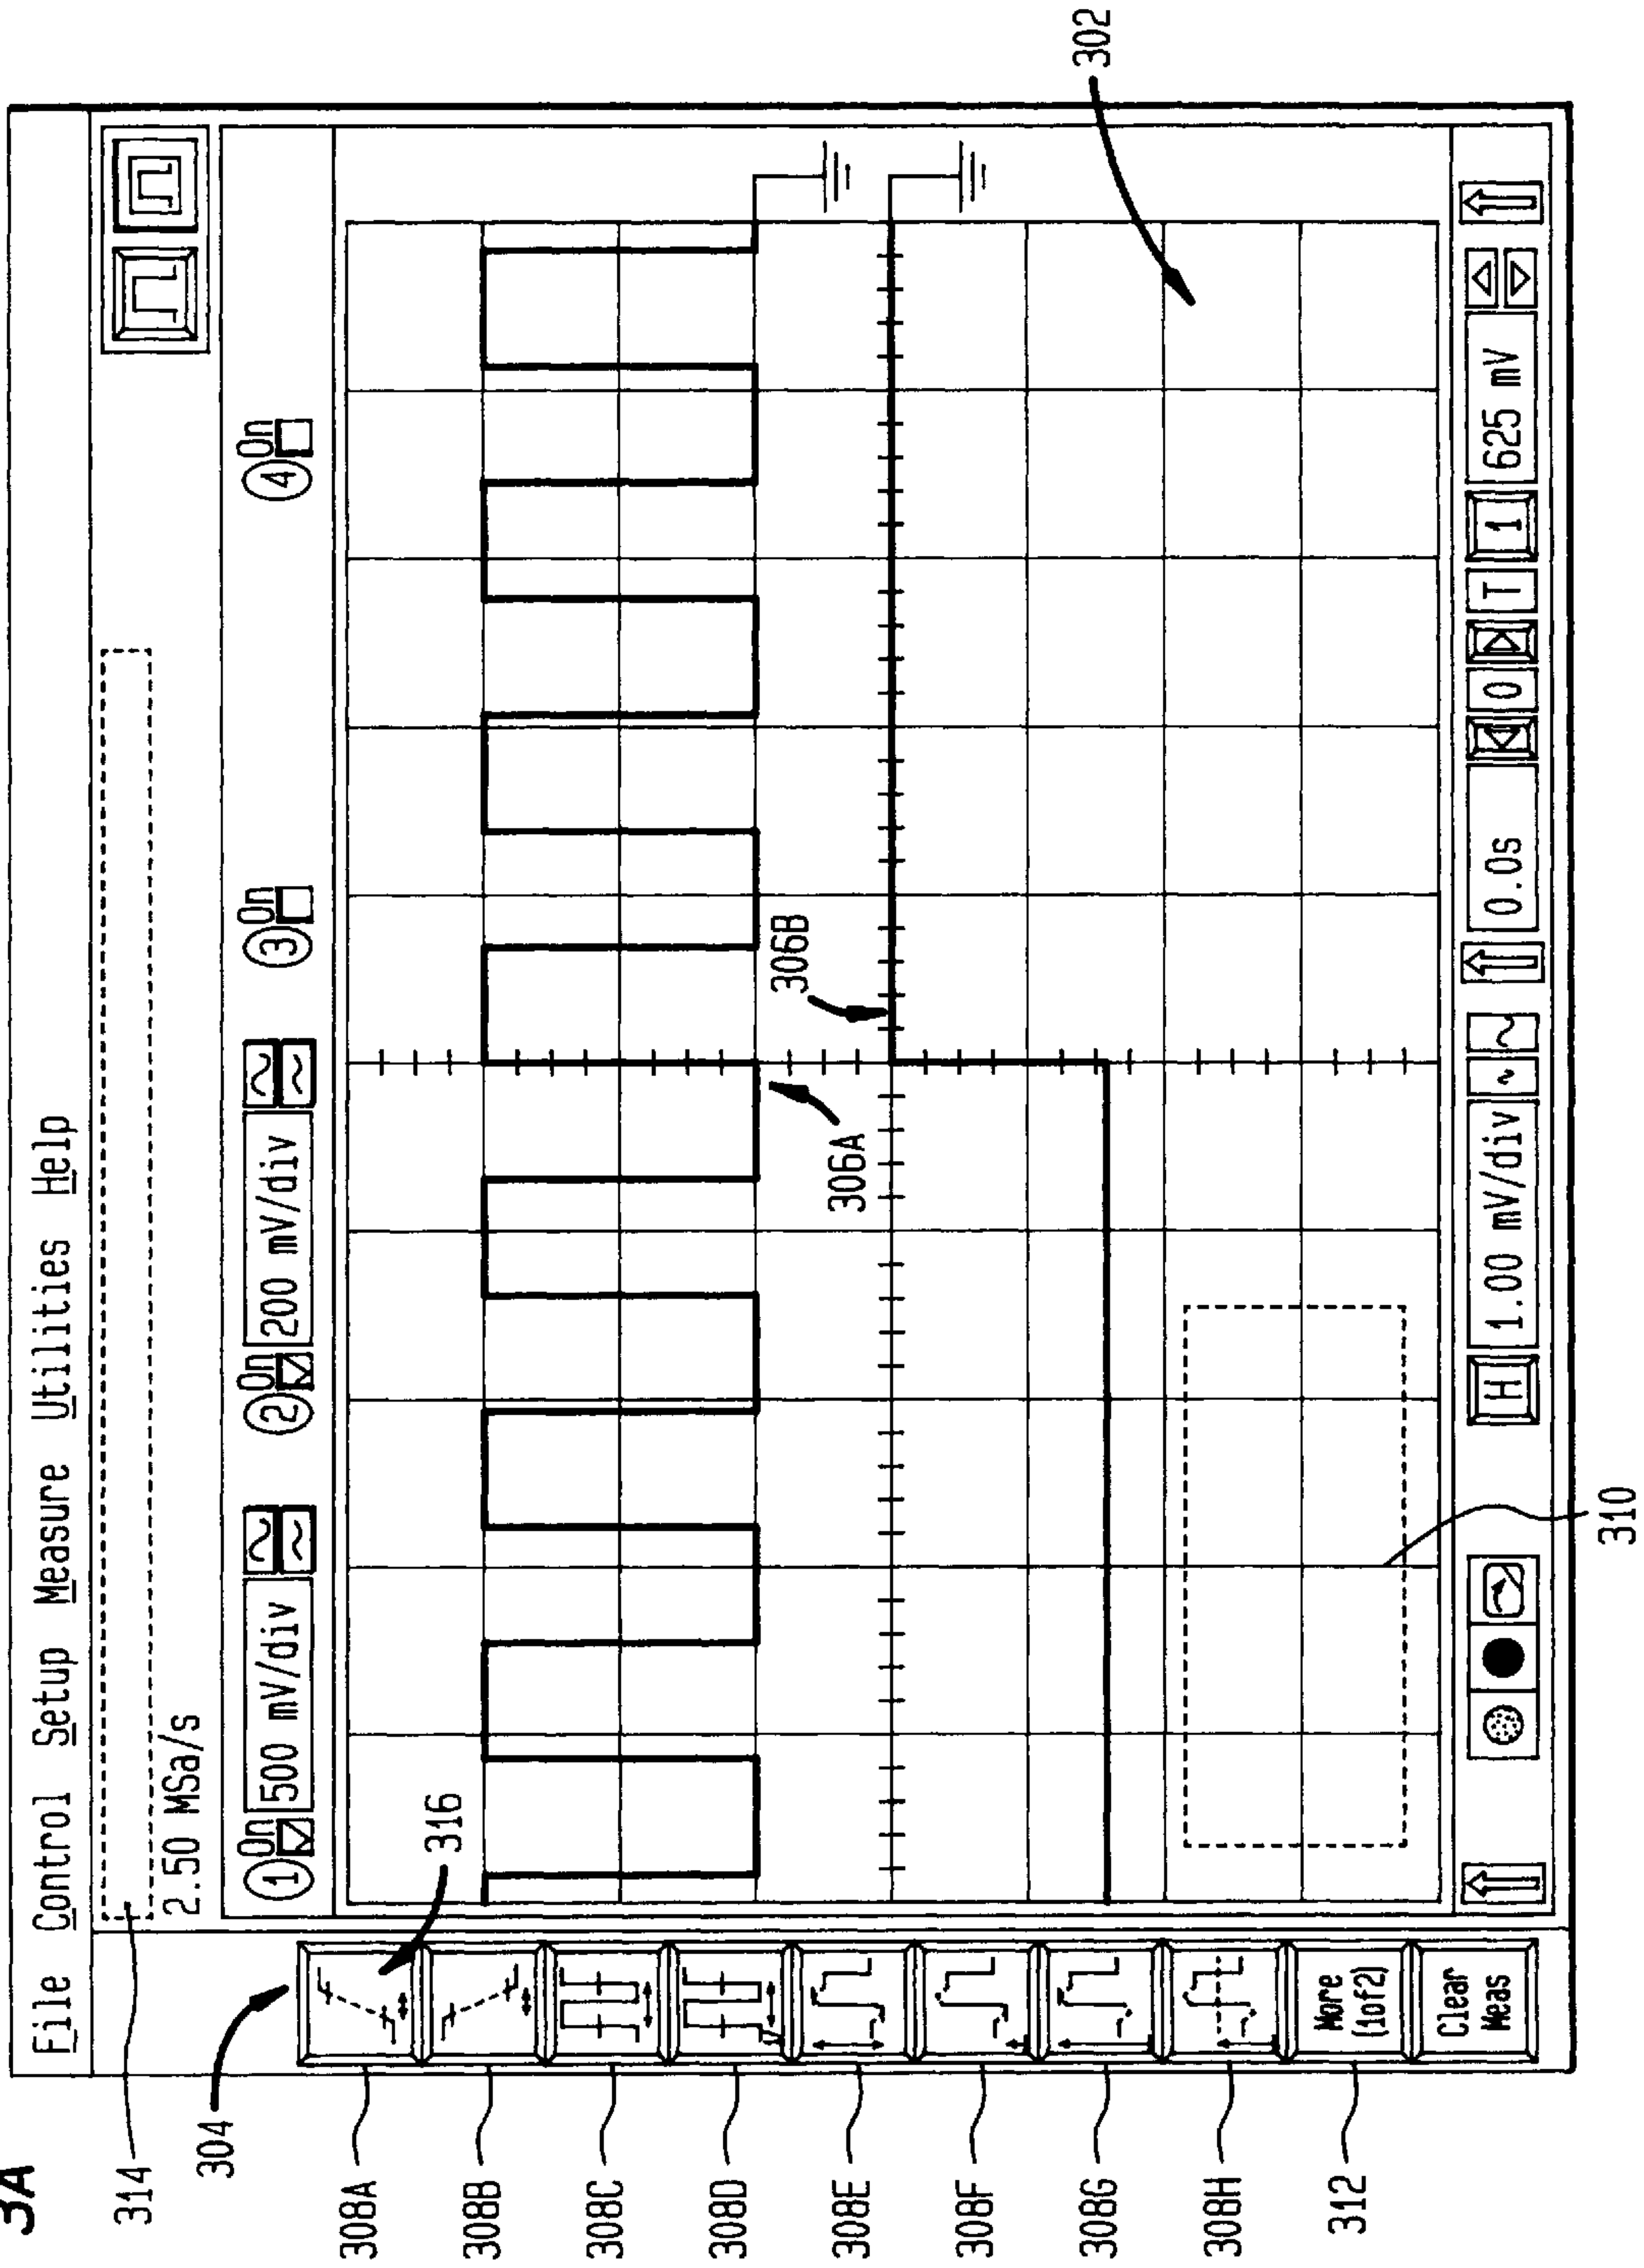 3A
File Control Setup Measure Utilities Help
314
2.50 MSa/s
304
1 On 500 mV/div 2 On 200 mV/div 3 On 4 On
316
308A
308B
308C
308D
308E
308F
308G
308H
312
More
(1of2)
Clear
Meas
306A
306B
302
310
H 1.00 mV/div 0.0s 0 T 1 625 mV